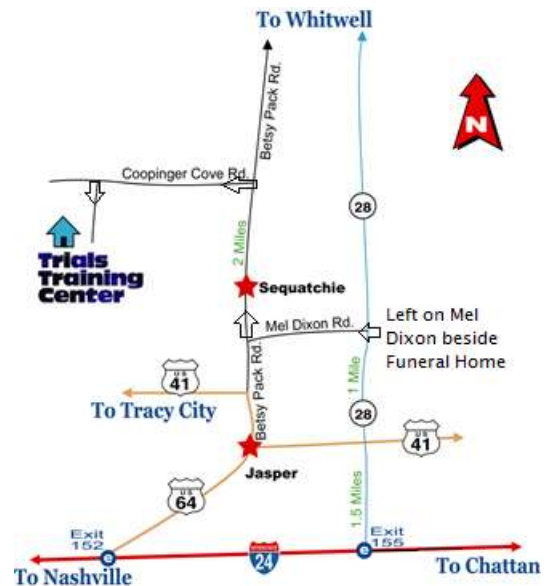 To Whitwell
Betsy Pack Rd.
N
Coopinger Cove Rd.
28
Trials
Training
Center
2 Miles
Sequatchie
Mel Dixon Rd.
Left on Mel
Dixon beside
Funeral Home
U S
41
Betsy Pack Rd.
1 Mile
To Tracy City
28
U S
41
Jasper
U S
64
1.5 Miles
Exit
152
e
24
e
Exit
155
To Nashville
To Chattan